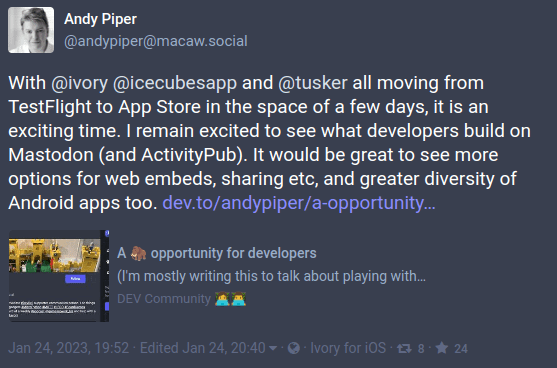 Andy Piper
@andypiper@macaw.social
With @ivory @icecubesapp and @tusker all moving from
TestFlight to App Store in the space of a few days, it is an
exciting time. I remain excited to see what developers build on
Mastodon (and ActivityPub). It would be great to see more
options for web embeds, sharing etc, and greater diversity of
Android apps too. dev.to/andypiper/a-opportunity…
A 🦣 opportunity for developers
(I'm mostly writing this to talk about playing with…
DEV Community 👩‍💻👨‍💻
Jan 24, 2023, 19:52 · Edited Jan 24, 20:40 · Ivory for iOS · 8 · 24